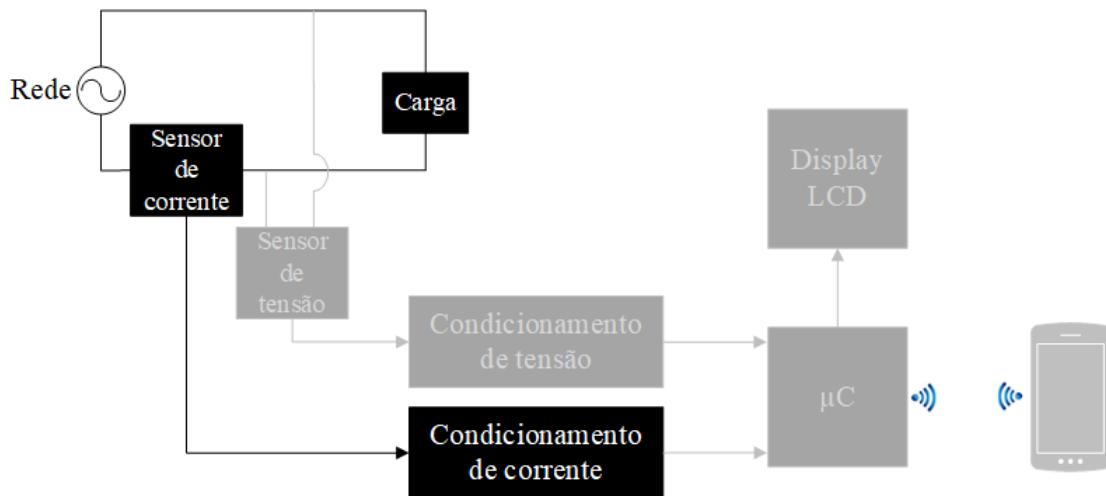 Rede
Carga
Sensor
de
corrente
Sensor
de
tensão
Display
LCD
Condicionamento
de tensão
µC
Condicionamento
de corrente